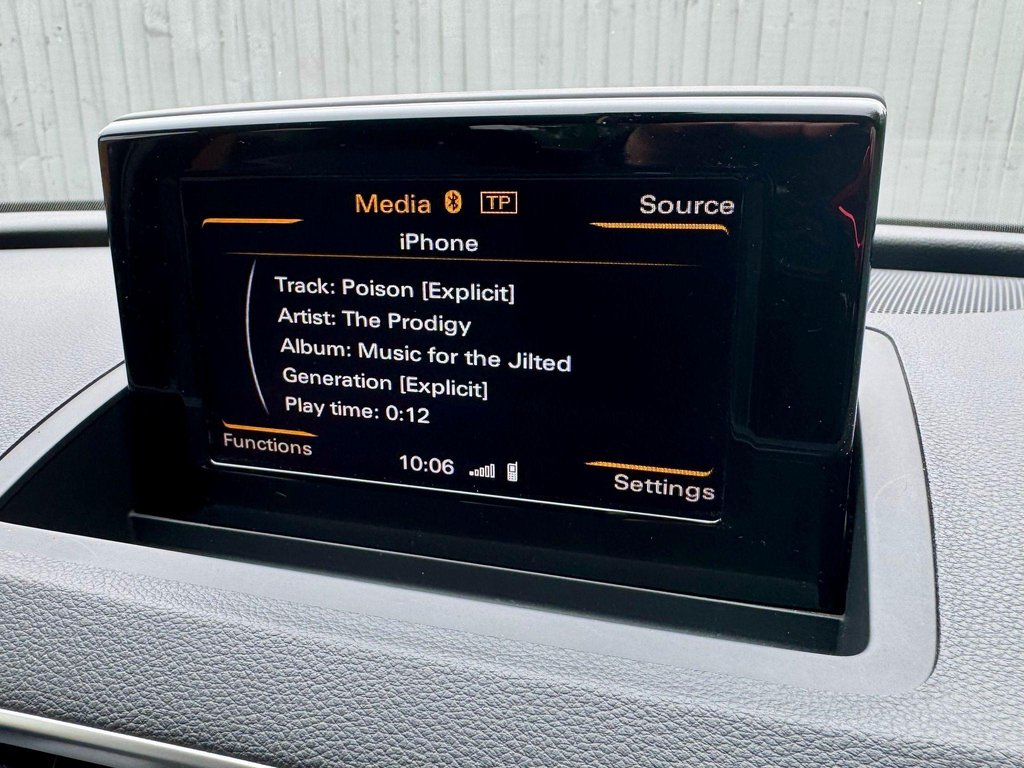 Media TP Source
iPhone
Track: Poison [Explicit]
Artist: The Prodigy
Album: Music for the Jilted
Generation [Explicit]
Play time: 0:12
Functions 10:06 Settings